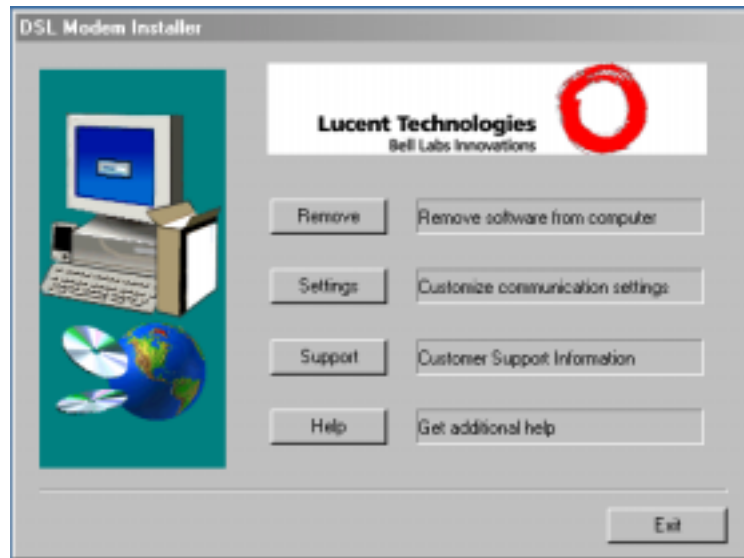 DSL Modem Installer
Lucent Technologies
Bell Labs Innovations
Remove Remove software from computer
Settings Customize communication settings
Support Customer Support Information
Help Get additional help
Exit